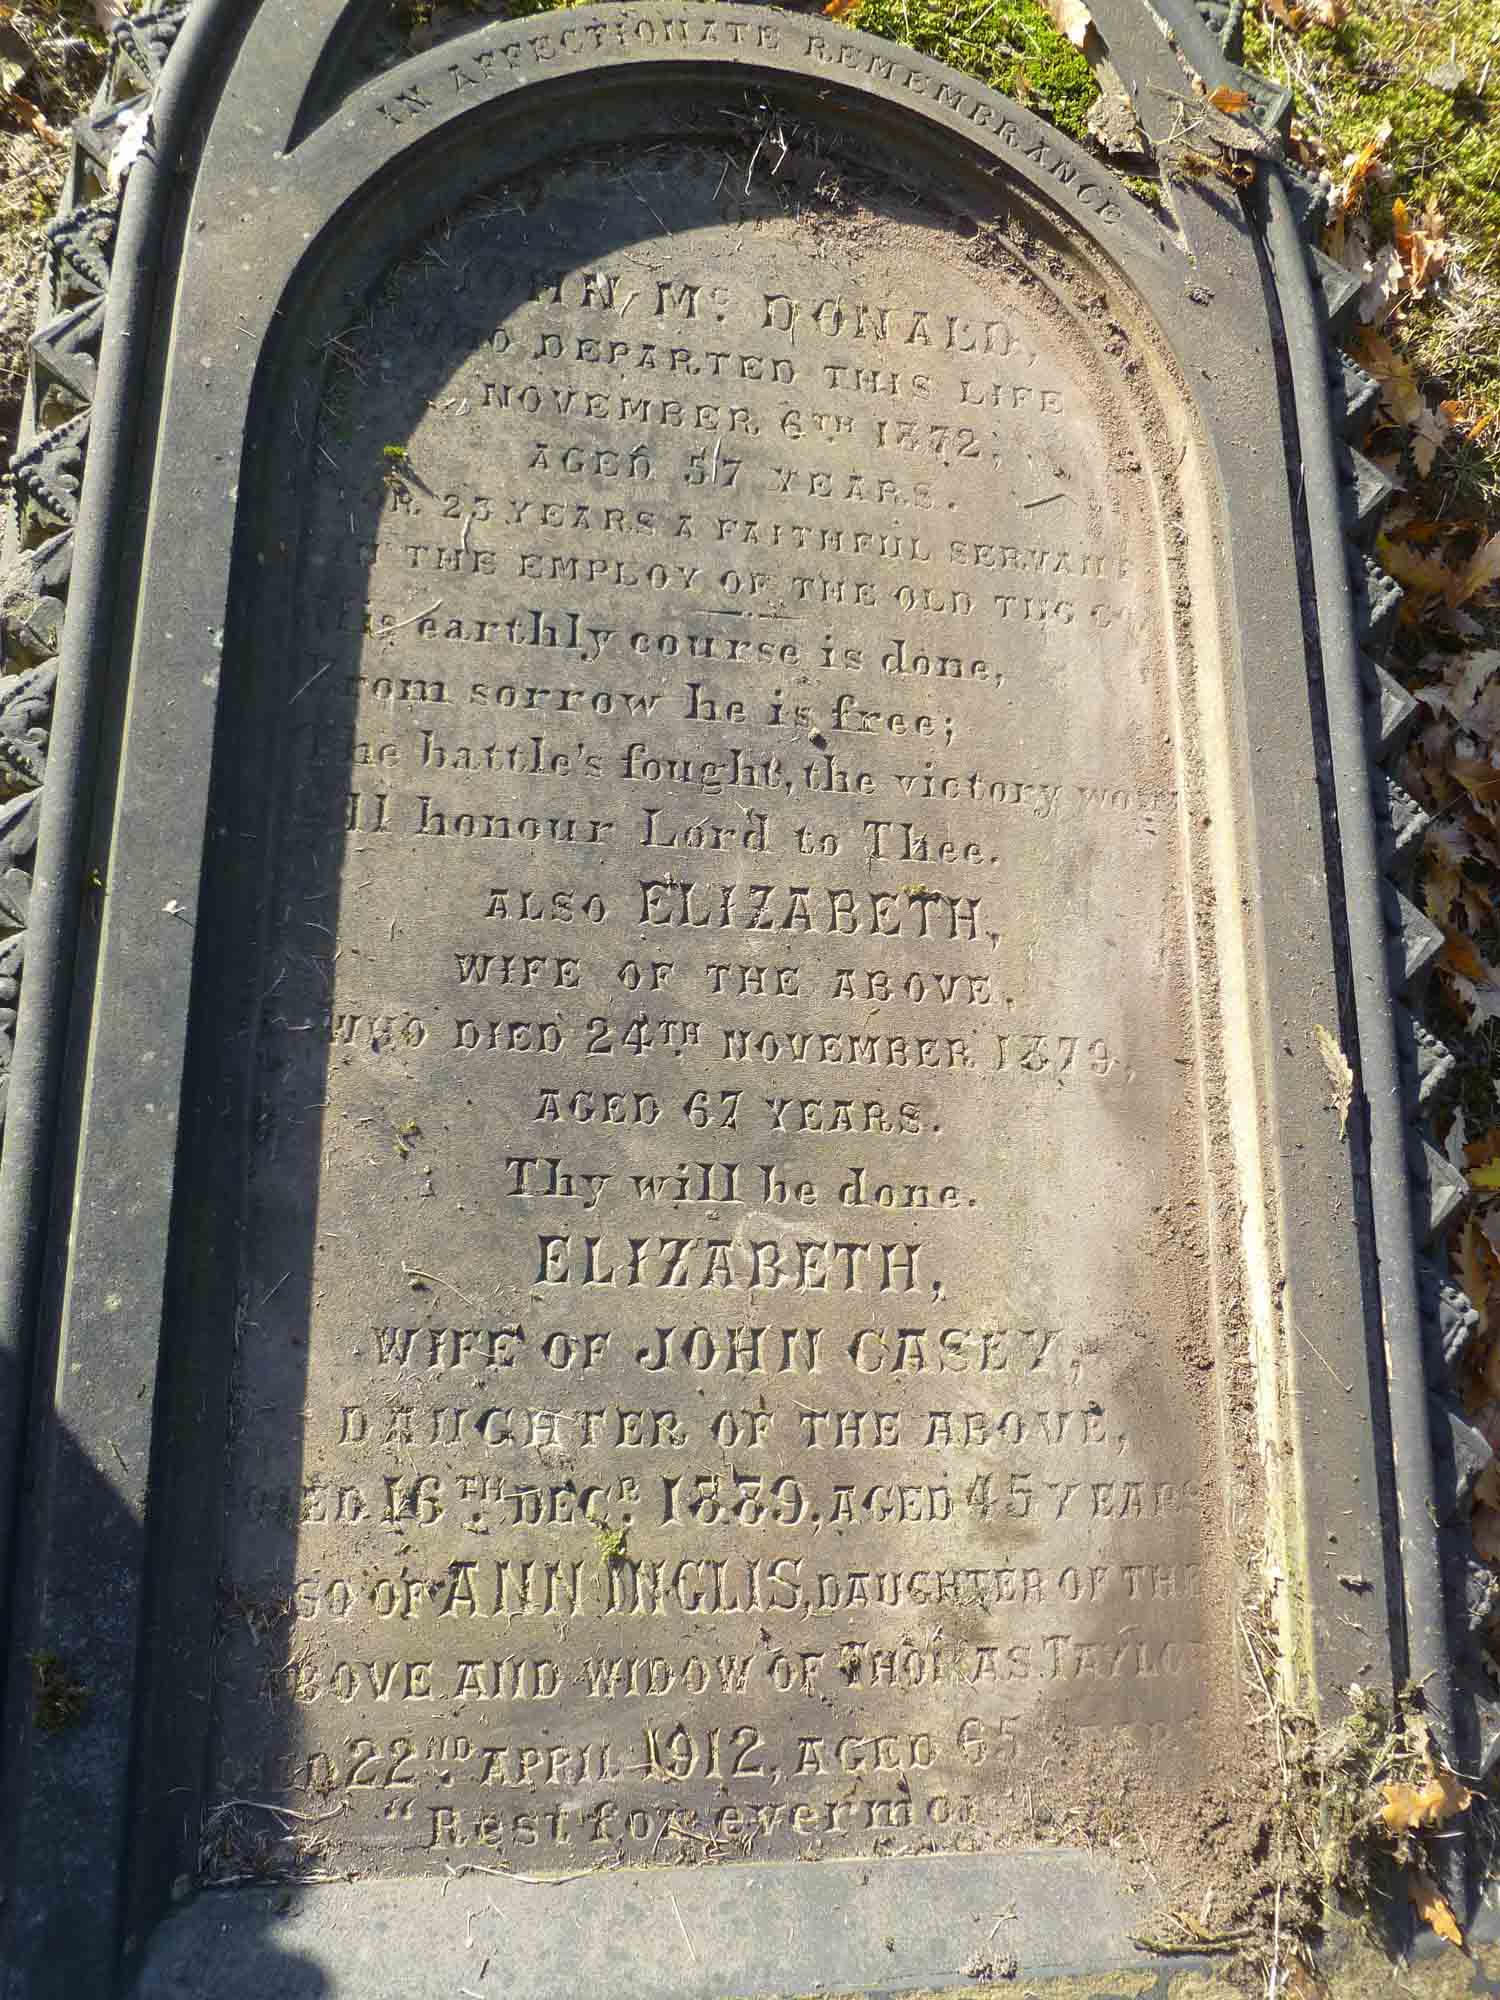 IN AFFECTIONATE REMEMBRANCE
JOHN Mc DONALD,
WHO DEPARTED THIS LIFE
NOVEMBER 6TH 1872,
AGED 57 YEARS.
FOR 23 YEARS A FAITHFUL SERVANT
IN THE EMPLOY OF THE OLD TUG CO
His earthly course is done,
From sorrow he is free;
The battle's fought, the victory won,
All honour Lord to Thee.
ALSO ELIZABETH,
WIFE OF THE ABOVE,
WHO DIED 24TH NOVEMBER 1879,
AGED 67 YEARS.
Thy will be done.
ELIZABETH,
WIFE OF JOHN CASEY,
DAUGHTER OF THE ABOVE,
DIED 16TH DECR 1889, AGED 45 YEARS
ALSO OF ANN INGLIS, DAUGHTER OF THE
ABOVE AND WIDOW OF THOMAS TAYLOR
DIED 22ND APRIL 1912, AGED 65 YEARS
"Rest for evermore